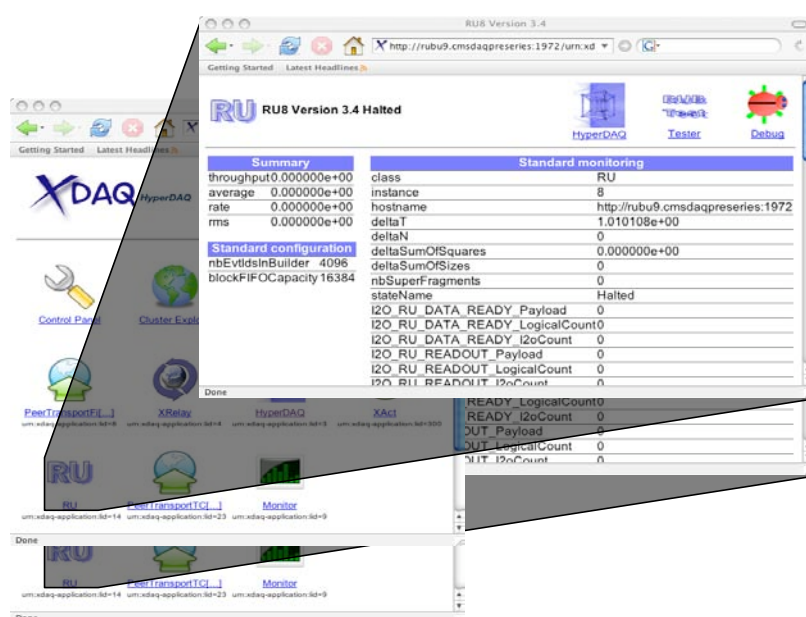 RU8 Version 3.4
http://rubu9.cmsdaqpreseries:1972/urn:xd
Getting Started Latest Headlines
RU RU8 Version 3.4 Halted
HyperDAQ Tester Debug
Summary
throughput 0.000000e+00
average 0.000000e+00
rate 0.000000e+00
rms 0.000000e+00
Standard configuration
nbEvtIdsInBuilder 4096
blockFIFOCapacity 16384
Standard monitoring
class RU
instance 8
hostname http://rubu9.cmsdaqpreseries:1972
deltaT 1.010108e+00
deltaN 0
deltaSumOfSquares 0.000000e+00
deltaSumOfSizes 0
nbSuperFragments 0
stateName Halted
I2O_RU_DATA_READY_Payload 0
I2O_RU_DATA_READY_LogicalCount 0
I2O_RU_DATA_READY_I2oCount 0
I2O_RU_READOUT_Payload 0
I2O_RU_READOUT_LogicalCount 0
I2O_RU_READOUT_I2oCount 0
Done
READY_LogicalCount 0
READY_I2oCount 0
OUT_Payload 0
OUT_LogicalCount 0
OUT_I2oCount 0
Getting Started Latest Headlines
XDAQ HyperDAQ
Control Panel Cluster Explo
PeerTransportFi[...] XRelay HyperDAQ XAct
urn:xdaq-application:lid=8 urn:xdaq-application:lid=4 urn:xdaq-application:lid=3 urn:xdaq-application:lid=300
RU
RU PeerTransportTC[...] Monitor
urn:xdaq-application:lid=14 urn:xdaq-application:lid=23 urn:xdaq-application:lid=9
Done
RU
RU PeerTransportTC[...] Monitor
urn:xdaq-application:lid=14 urn:xdaq-application:lid=23 urn:xdaq-application:lid=9
Done